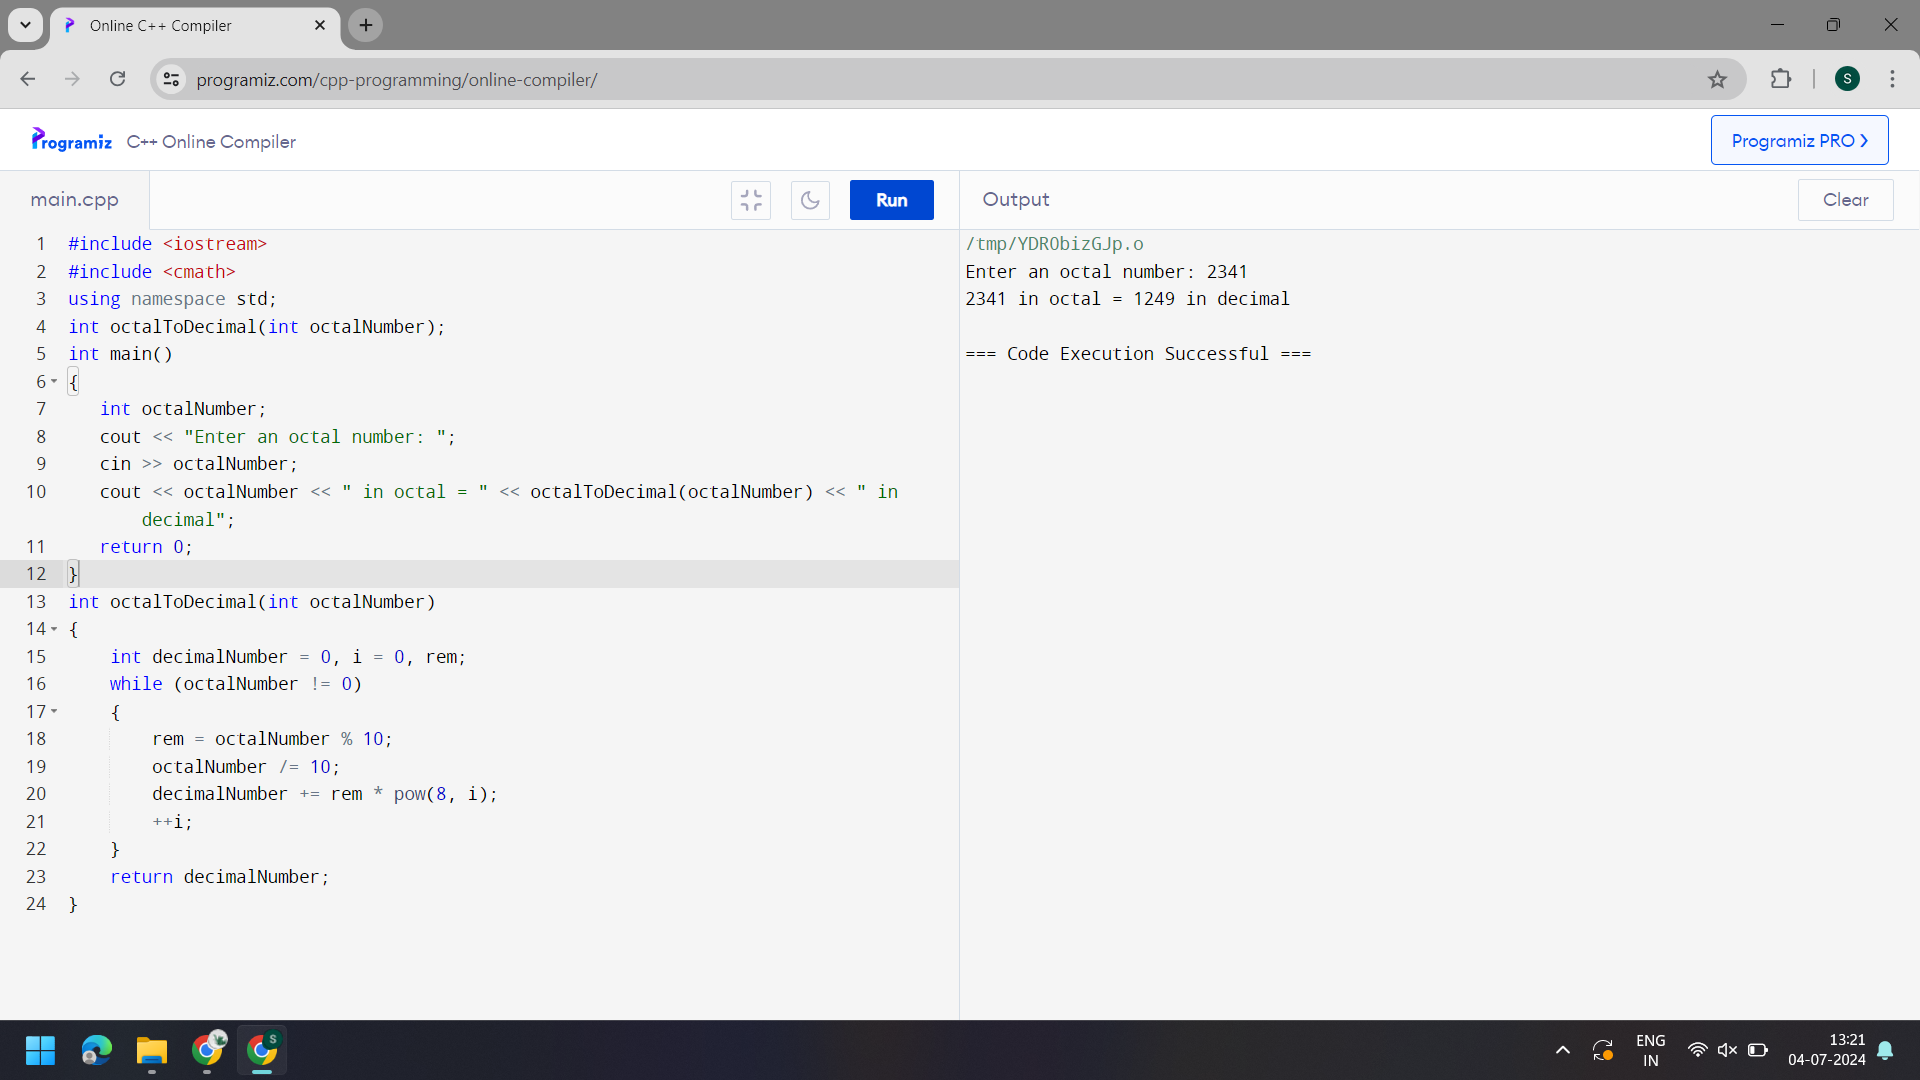 Online C++ Compiler
programiz.com/cpp-programming/online-compiler/
S
Programiz C++ Online Compiler
Programiz PRO
main.cpp
Run
Output
Clear
1 #include <iostream>
2 #include <cmath>
3 using namespace std;
4 int octalToDecimal(int octalNumber);
5 int main()
6 {
7 int octalNumber;
8 cout << "Enter an octal number: ";
9 cin >> octalNumber;
10 cout << octalNumber << " in octal = " << octalToDecimal(octalNumber) << " in
decimal";
11 return 0;
12 }
13 int octalToDecimal(int octalNumber)
14 {
15 int decimalNumber = 0, i = 0, rem;
16 while (octalNumber != 0)
17 {
18 rem = octalNumber % 10;
19 octalNumber /= 10;
20 decimalNumber += rem * pow(8, i);
21 ++i;
22 }
23 return decimalNumber;
24 }
/tmp/YDRObizGJp.o
Enter an octal number: 2341
2341 in octal = 1249 in decimal
=== Code Execution Successful ===
S
ENG
IN
13:21
04-07-2024